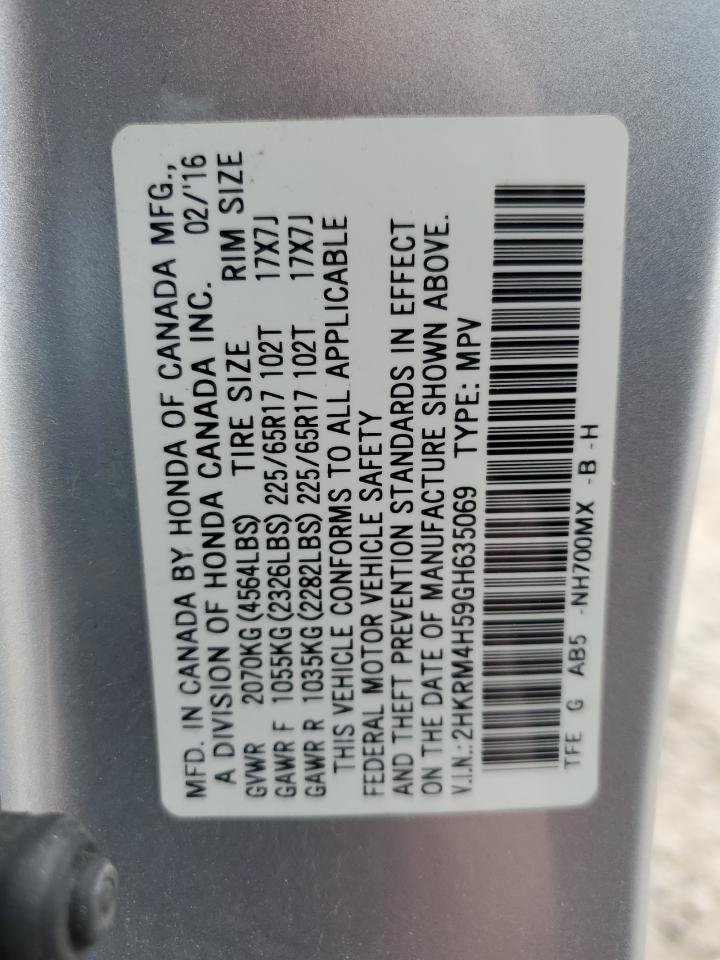 MFD. IN CANADA BY HONDA OF CANADA MFG.,
A DIVISION OF HONDA CANADA INC. 02/'16
GVWR 2070KG (4564LBS) TIRE SIZE RIM SIZE
GAWR F 1055KG (2326LBS) 225/65R17 102T 17X7J
GAWR R 1035KG (2282LBS) 225/65R17 102T 17X7J
THIS VEHICLE CONFORMS TO ALL APPLICABLE
FEDERAL MOTOR VEHICLE SAFETY
AND THEFT PREVENTION STANDARDS IN EFFECT
ON THE DATE OF MANUFACTURE SHOWN ABOVE.
V.I.N.: 2HKRM4H59GH635069 TYPE: MPV
TFE G AB5 -NH700MX -B -H